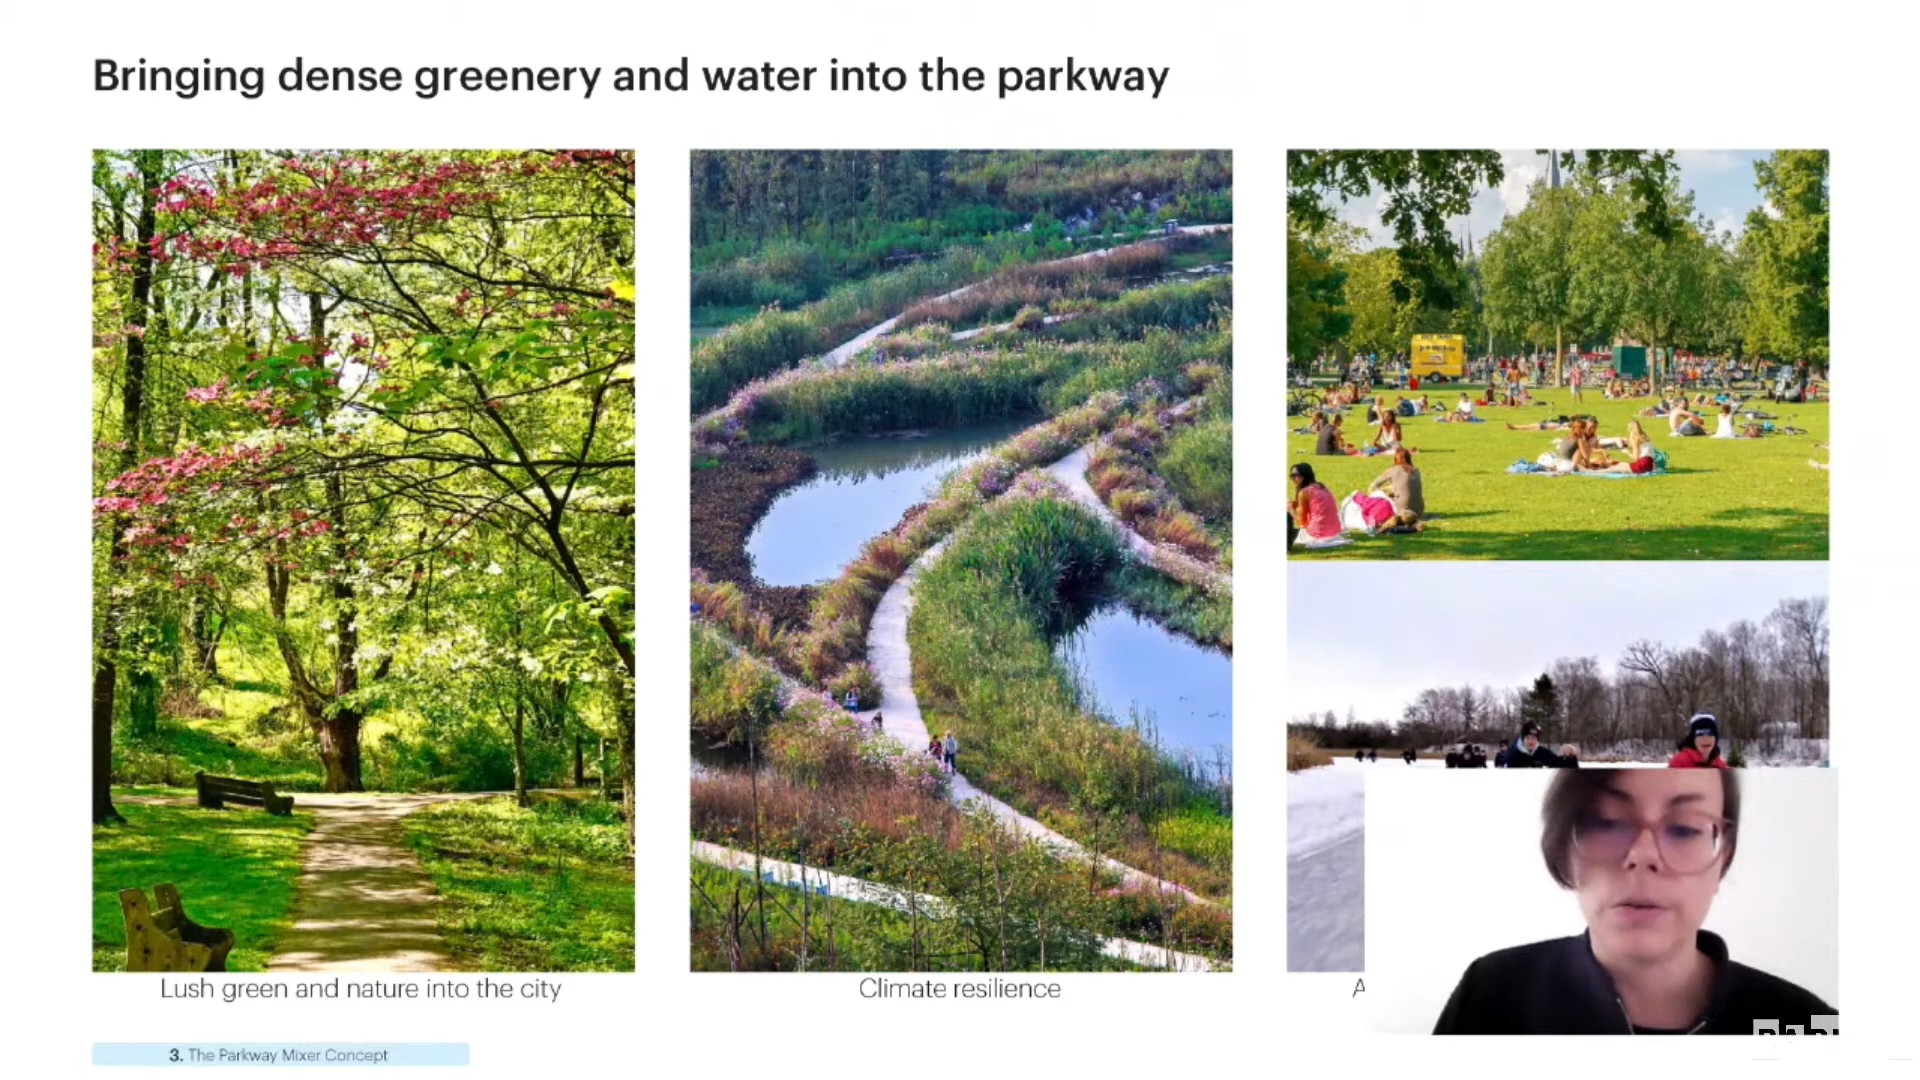 Bringing dense greenery and water into the parkway
Lush green and nature into the city
Climate resilience
A
3. The Parkway Mixer Concept